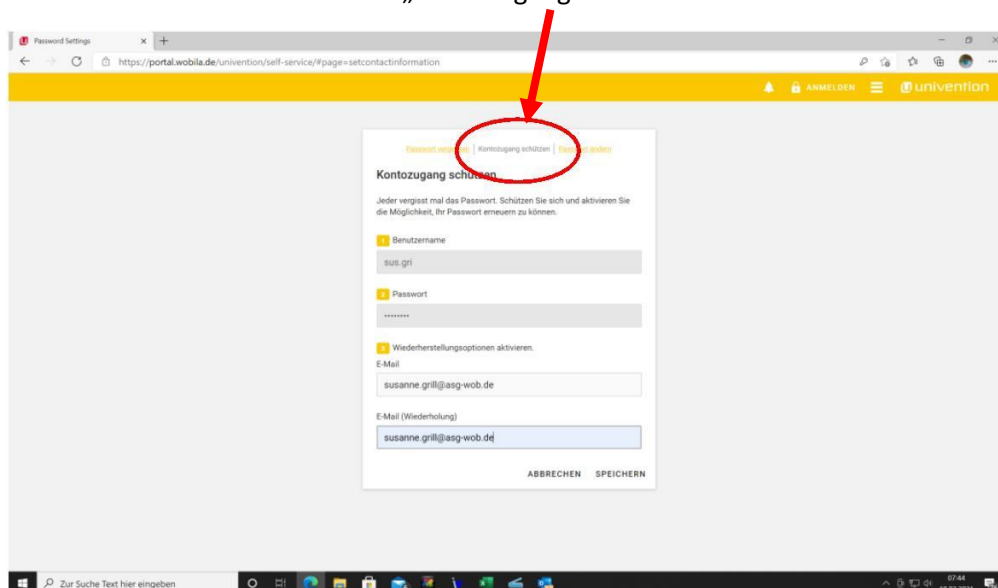 Password Settings
https://portal.wobila.de/univention/self-service/#page=setcontactinformation
ANMELDEN
univention
Kontozugang schützen
Kontozugang schützen
Jeder vergisst mal das Passwort. Schützen Sie sich und aktivieren Sie
die Möglichkeit, Ihr Passwort erneuern zu können.
1 Benutzername
sus.gri
2 Passwort
••••••••
3 Wiederherstellungsoptionen aktivieren.
E-Mail
susanne.grill@asg-wob.de
E-Mail (Wiederholung)
susanne.grill@asg-wob.de
ABBRECHEN SPEICHERN
Zur Suche Text hier eingeben
07:44